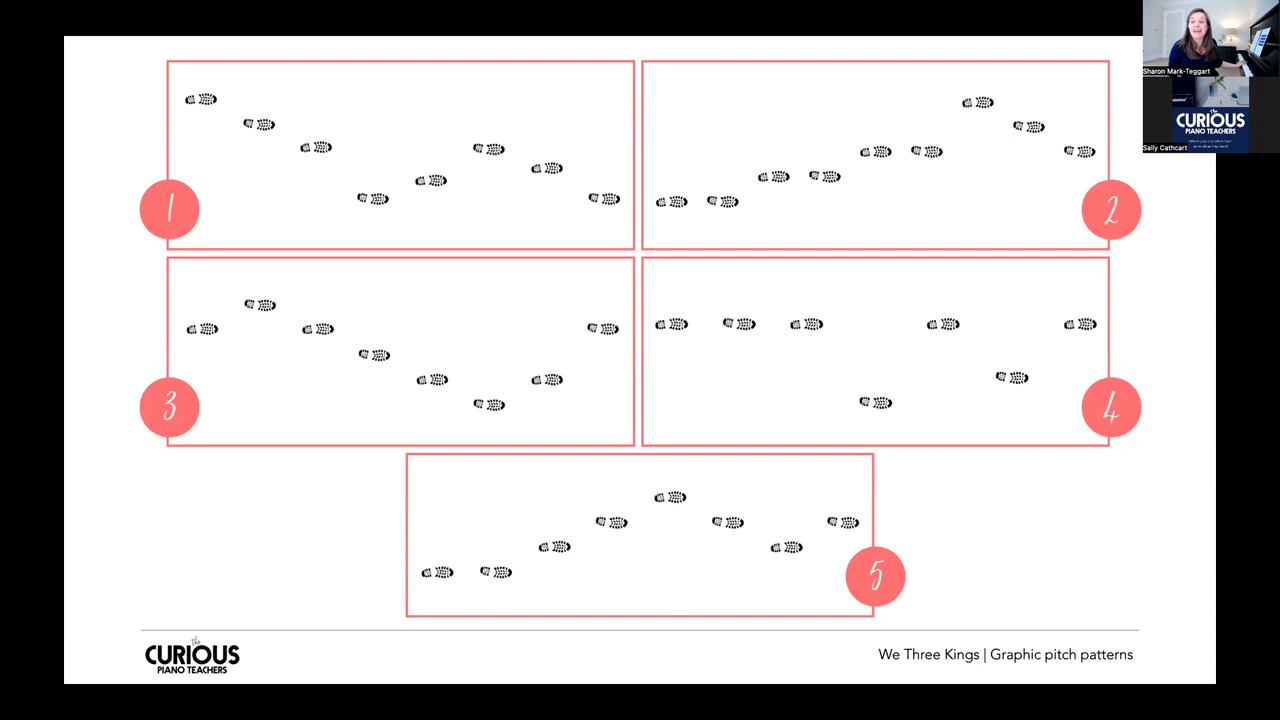 Sharon Mark-Teggart
The
CURIOUS
PIANO TEACHERS
Sally Cathcart
1
2
3
4
5
The
CURIOUS
PIANO TEACHERS
We Three Kings | Graphic pitch patterns